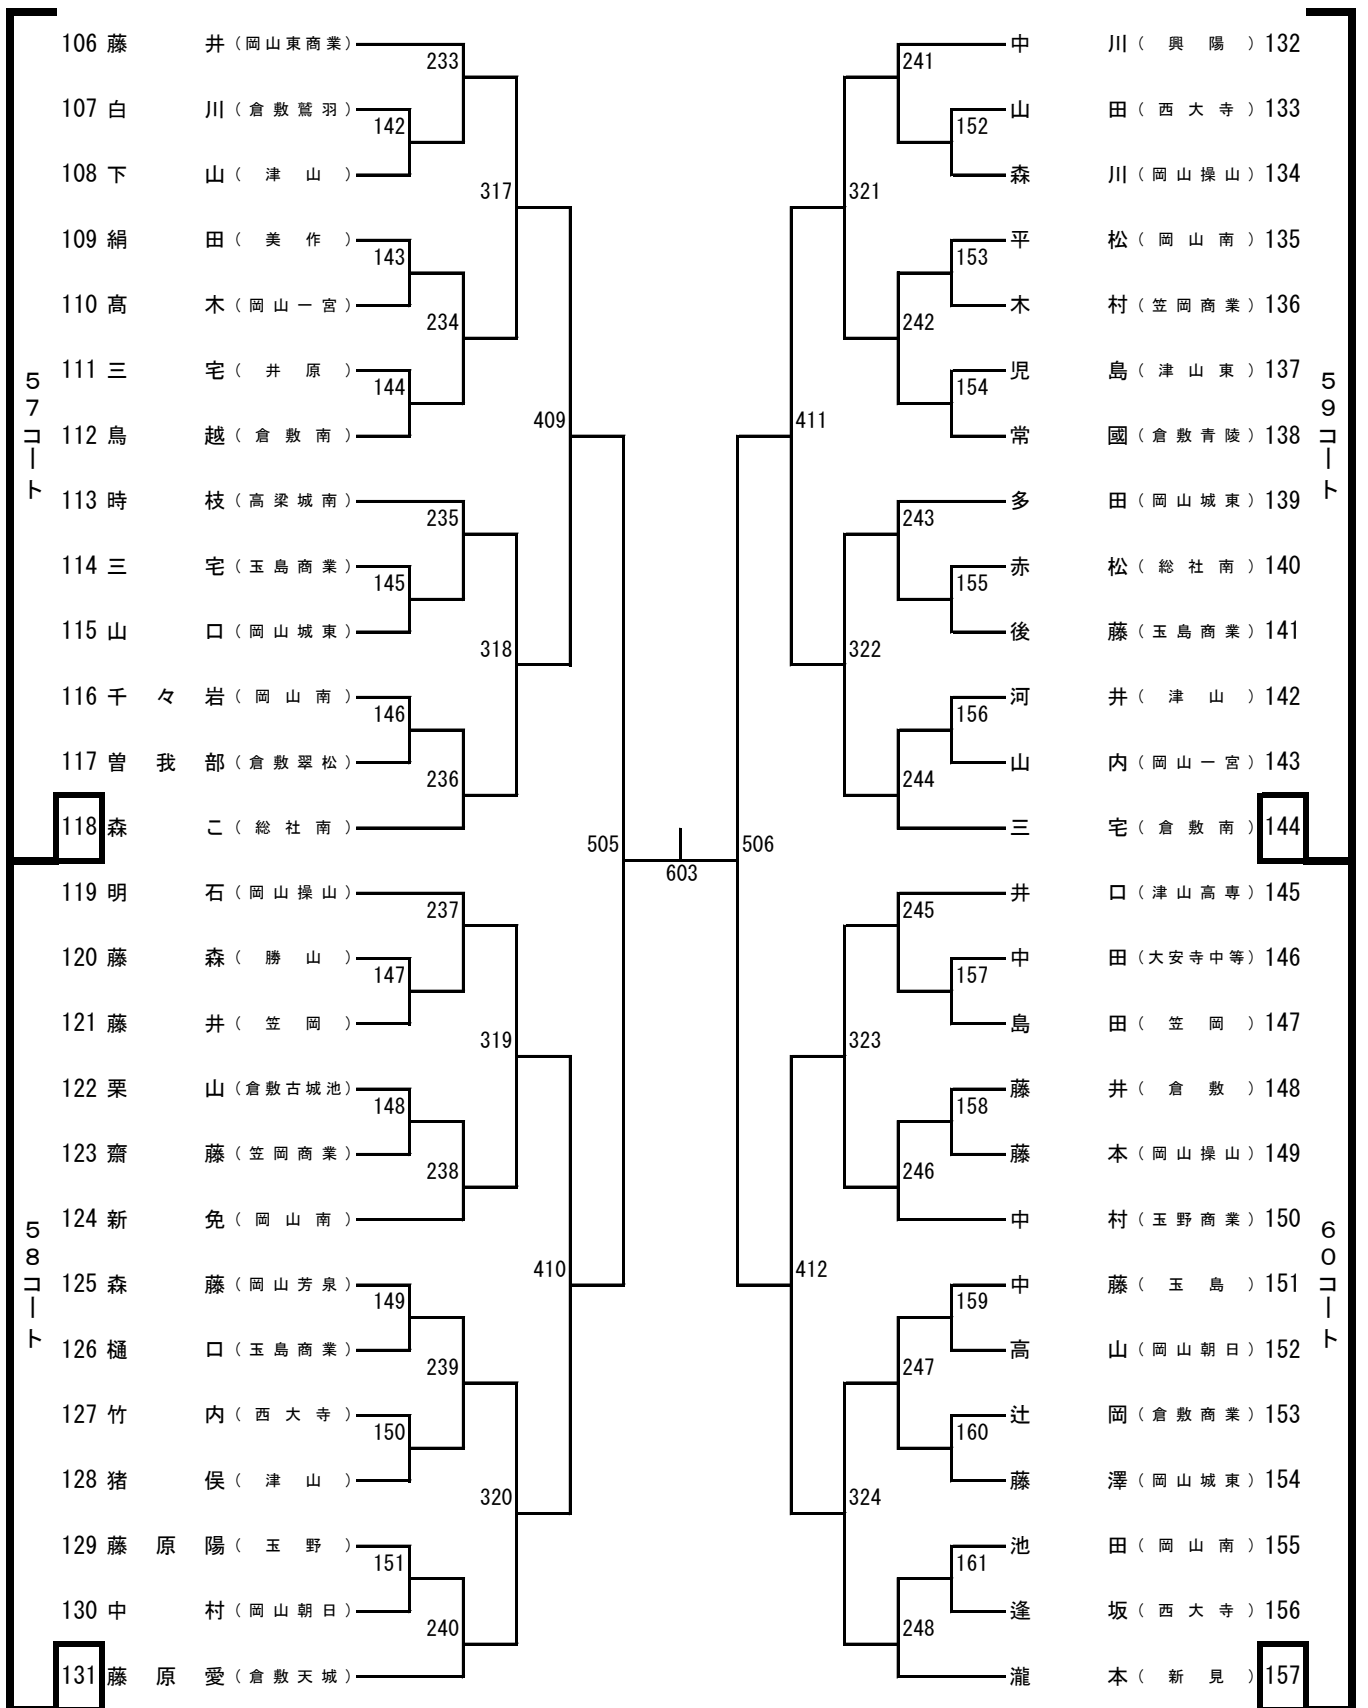 106 藤井(岡山東商業)
107 白川(倉敷鷲羽)
108 下山(津山)
109 絹田(美作)
110 髙木(岡山一宮)
111 三宅(井原)
112 鳥越(倉敷南)
113 時枝(高梁城南)
114 三宅(玉島商業)
115 山口(岡山城東)
116 千々岩(岡山南)
117 曽我部(倉敷翠松)
118 森こ(総社南)
119 明石(岡山操山)
120 藤森(勝山)
121 藤井(笠岡)
122 栗山(倉敷古城池)
123 齋藤(笠岡商業)
124 新免(岡山南)
125 森藤(岡山芳泉)
126 樋口(玉島商業)
127 竹内(西大寺)
128 猪俣(津山)
129 藤原陽(玉野)
130 中村(岡山朝日)
131 藤原愛(倉敷天城)
57コート
58コート
142
143
144
145
146
147
148
149
150
151
233
234
235
236
237
238
239
240
317
318
319
320
409
410
505
603
506
411
412
321
322
323
324
241
242
243
244
245
246
247
248
152
153
154
155
156
157
158
159
160
161
中川(興陽)132
山田(西大寺)133
森川(岡山操山)134
平松(岡山南)135
木村(笠岡商業)136
児島(津山東)137
常國(倉敷青陵)138
多田(岡山城東)139
赤松(総社南)140
後藤(玉島商業)141
河井(津山)142
山内(岡山一宮)143
三宅(倉敷南)144
井口(津山高専)145
中田(大安寺中等)146
島田(笠岡)147
藤井(倉敷)148
藤本(岡山操山)149
中村(玉野商業)150
中藤(玉島)151
高山(岡山朝日)152
辻岡(倉敷商業)153
藤澤(岡山城東)154
池田(岡山南)155
逢坂(西大寺)156
瀧本(新見)157
59コート
60コート